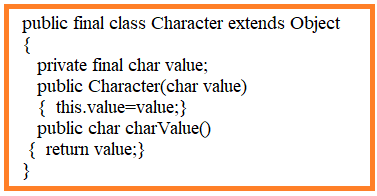 public final class Character extends Object
{
private final char value;
public Character(char value)
{ this.value=value;}
public char charValue()
{ return value;}
}